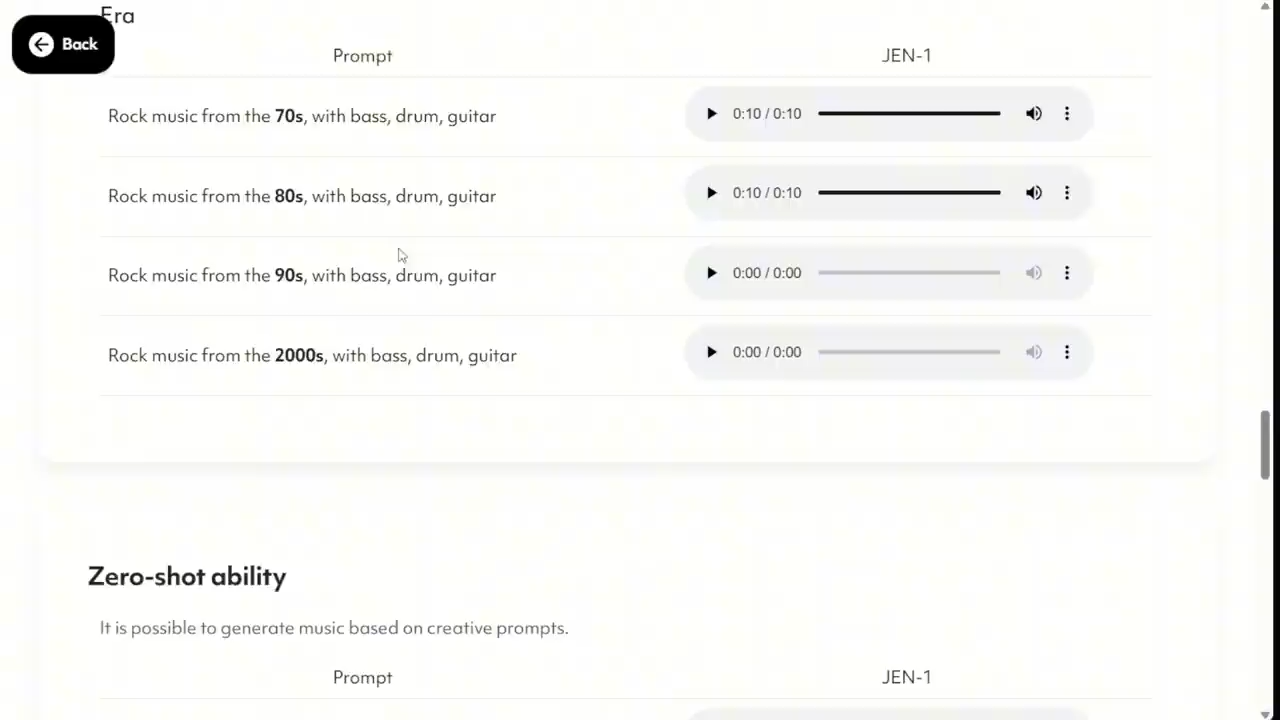 Era
Back
Prompt JEN-1
Rock music from the 70s, with bass, drum, guitar 0:10 / 0:10
Rock music from the 80s, with bass, drum, guitar 0:10 / 0:10
Rock music from the 90s, with bass, drum, guitar 0:00 / 0:00
Rock music from the 2000s, with bass, drum, guitar 0:00 / 0:00
Zero-shot ability
It is possible to generate music based on creative prompts.
Prompt JEN-1